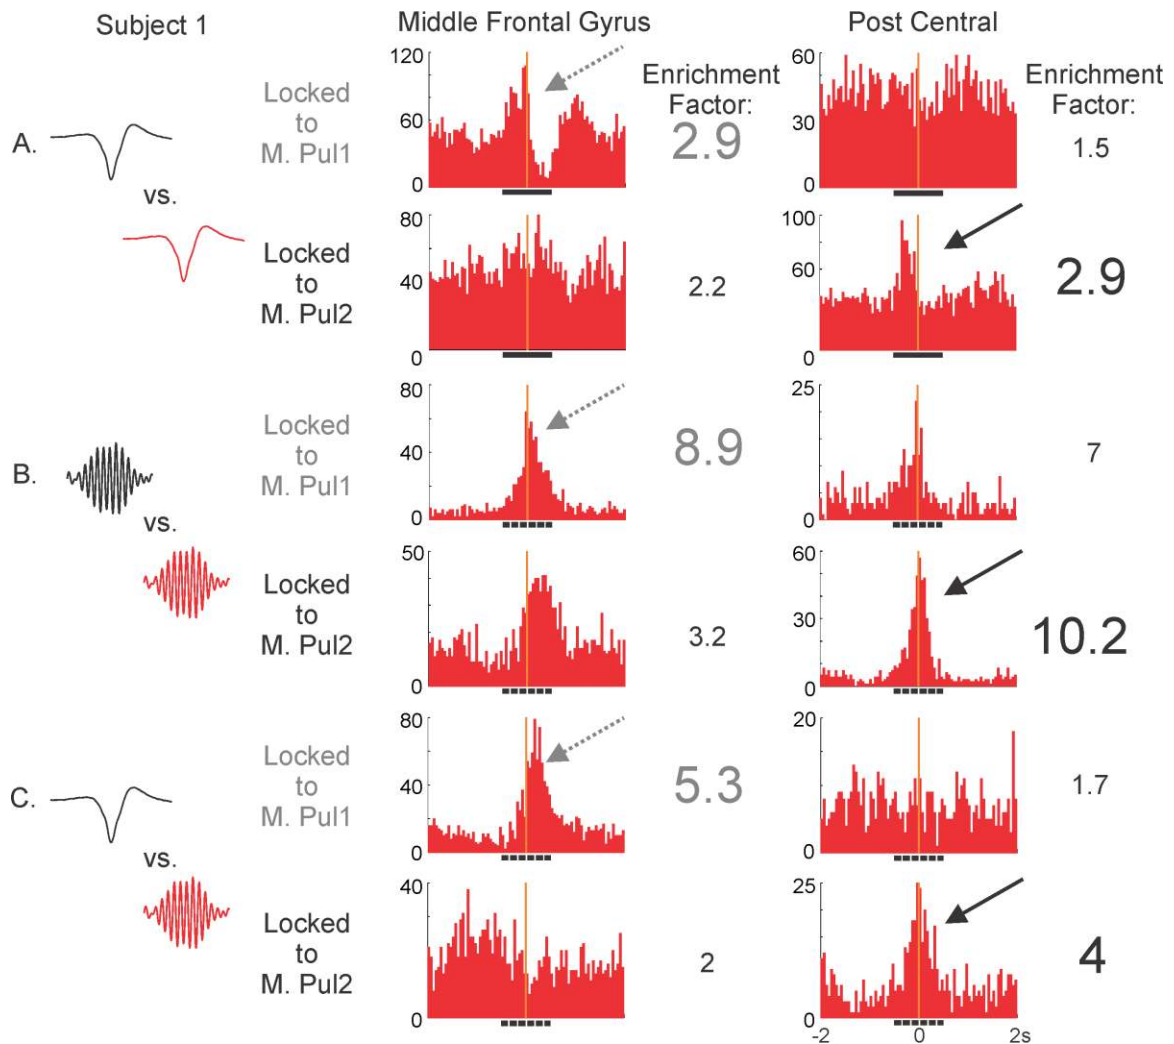 Subject 1
Middle Frontal Gyrus
Post Central
Enrichment
Factor:
Enrichment
Factor:
A.
Locked
to
M. Pul1
vs.
120
60
0
2.9
60
30
0
1.5
Locked
to
M. Pul2
80
40
0
2.2
100
60
0
2.9
B.
Locked
to
M. Pul1
vs.
80
40
0
8.9
25
0
7
Locked
to
M. Pul2
50
0
3.2
60
30
0
10.2
C.
Locked
to
M. Pul1
vs.
80
40
0
5.3
20
0
1.7
Locked
to
M. Pul2
40
0
2
25
0
4
-2 0 2s